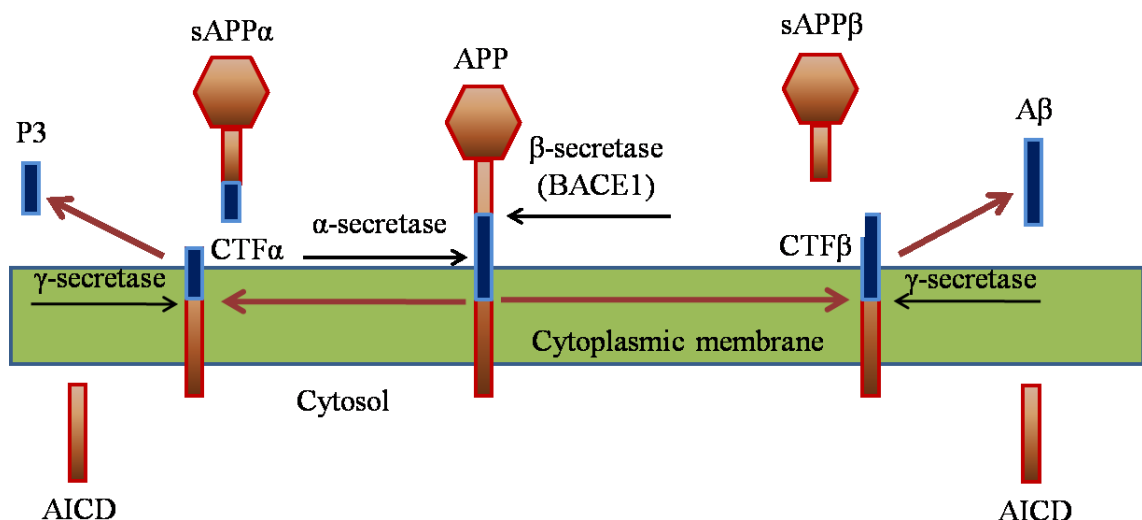 sAPPα
APP
sAPPβ
P3
Aβ
β-secretase
(BACE1)
α-secretase
CTFα
CTFβ
γ-secretase
γ-secretase
Cytoplasmic membrane
Cytosol
AICD
AICD